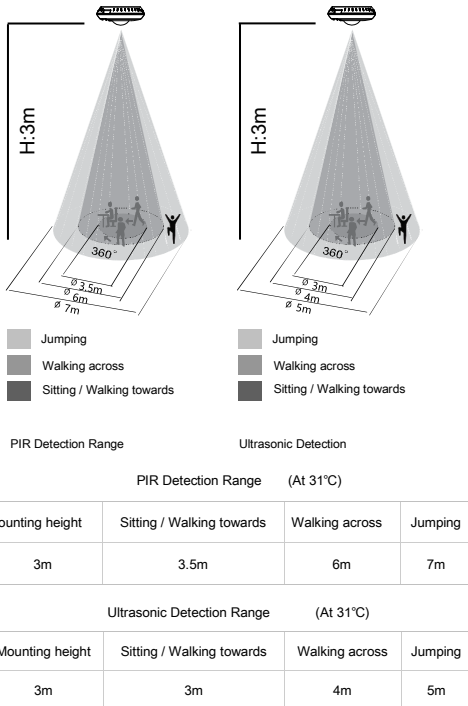 H:3m
360°
ø 3.5m
ø 6m
ø 7m
Jumping
Walking across
Sitting / Walking towards
PIR Detection Range
H:3m
360°
ø 3m
ø 4m
ø 5m
Jumping
Walking across
Sitting / Walking towards
Ultrasonic Detection
PIR Detection Range (At 31℃)
ounting height Sitting / Walking towards Walking across Jumping
3m 3.5m 6m 7m
Ultrasonic Detection Range (At 31℃)
Mounting height Sitting / Walking towards Walking across Jumping
3m 3m 4m 5m